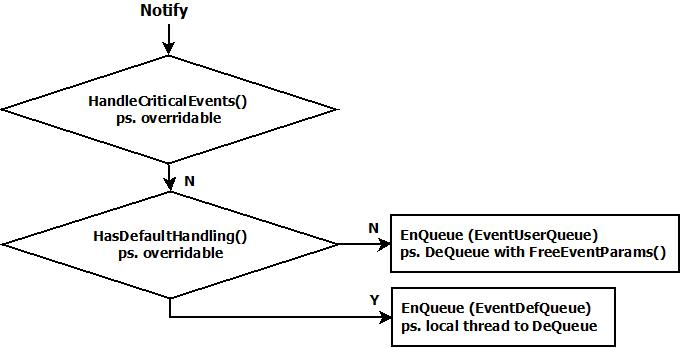 Notify
HandleCriticalEvents()
ps. overridable
N
HasDefaultHandling()
ps. overridable
N
EnQueue (EventUserQueue)
ps. DeQueue with FreeEventParams()
Y
EnQueue (EventDefQueue)
ps. local thread to DeQueue